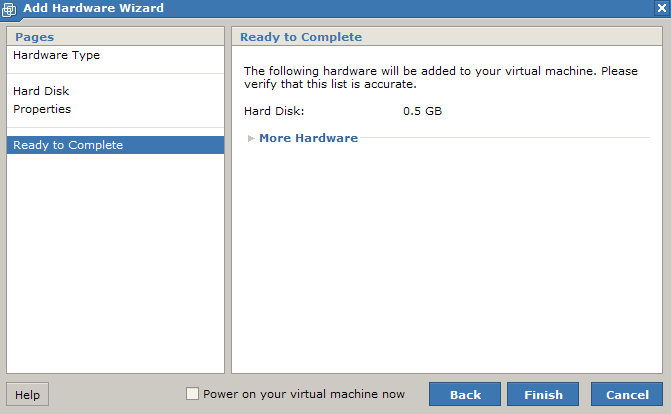 Add Hardware Wizard
Pages
Hardware Type
Hard Disk
Properties
Ready to Complete
Ready to Complete
The following hardware will be added to your virtual machine. Please
verify that this list is accurate.
Hard Disk: 0.5 GB
More Hardware
Help
Power on your virtual machine now
Back
Finish
Cancel